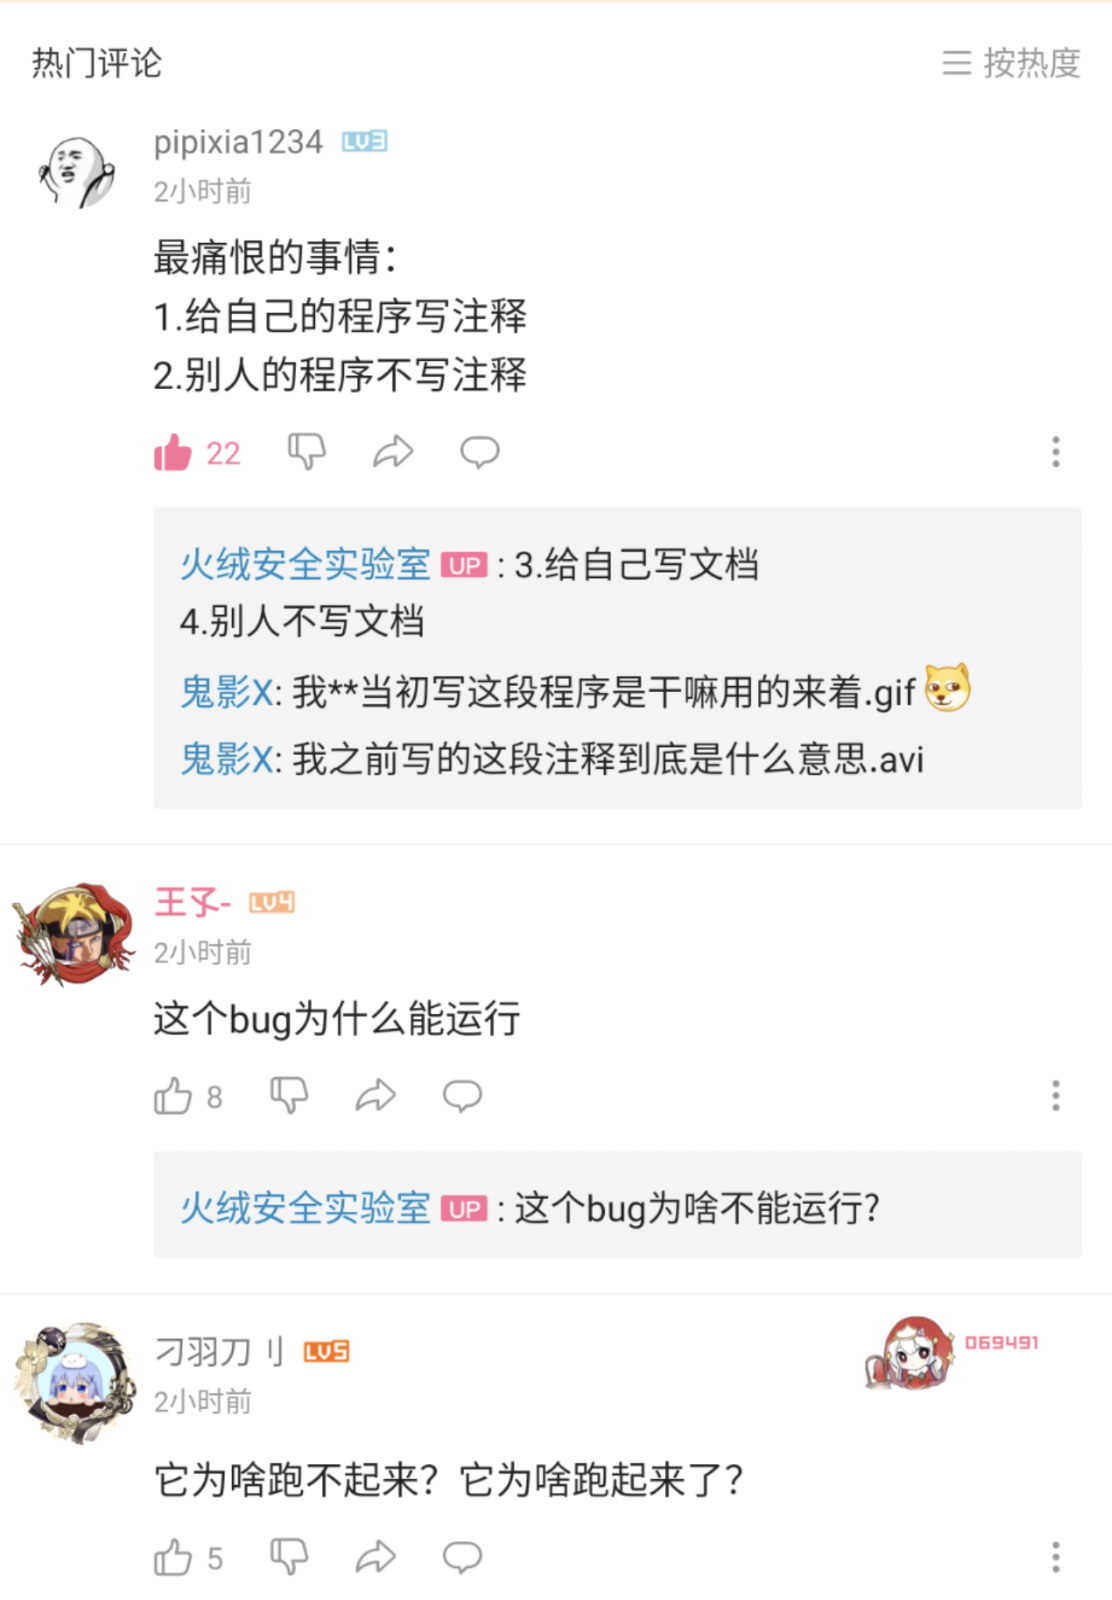 热门评论
按热度
pipixia1234 LV3
2小时前
最痛恨的事情：
1.给自己的程序写注释
2.别人的程序不写注释
22
火绒安全实验室 UP : 3.给自己写文档
4.别人不写文档
鬼影X: 我**当初写这段程序是干嘛用的来着.gif
鬼影X: 我之前写的这段注释到底是什么意思.avi
王孓- LV4
2小时前
这个bug为什么能运行
8
火绒安全实验室 UP : 这个bug为啥不能运行?
刁羽刀刂 LV5
069491
2小时前
它为啥跑不起来？它为啥跑起来了？
5